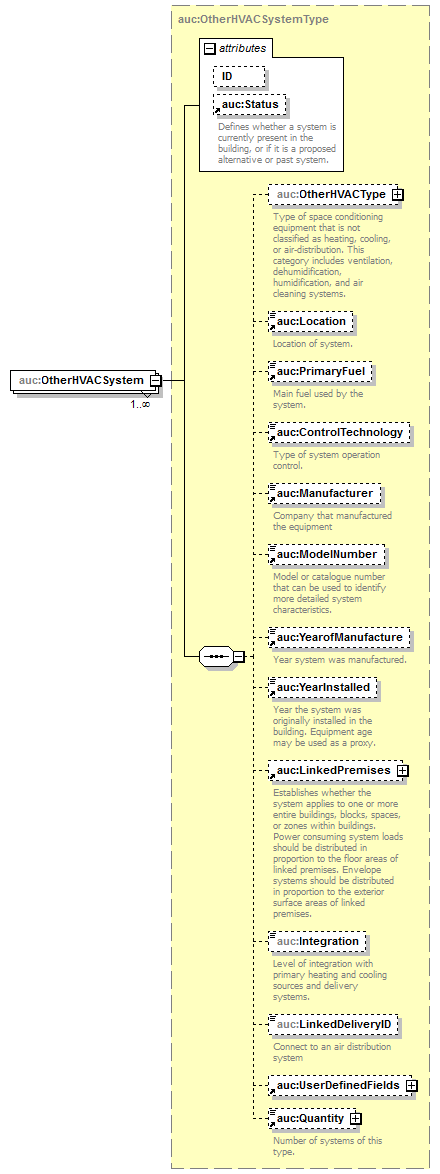 auc:OtherHVACSystemType
attributes
ID
auc:Status
Defines whether a system is
currently present in the
building, or if it is a proposed
alternative or past system.
auc:OtherHVACType
Type of space conditioning
equipment that is not
classified as heating, cooling,
or air-distribution. This
category includes ventilation,
dehumidification,
humidification, and air
cleaning systems.
auc:Location
Location of system.
auc:PrimaryFuel
Main fuel used by the
system.
auc:OtherHVACSystem
1..∞
auc:ControlTechnology
Type of system operation
control.
auc:Manufacturer
Company that manufactured
the equipment
auc:ModelNumber
Model or catalogue number
that can be used to identify
more detailed system
characteristics.
auc:YearofManufacture
Year system was manufactured.
auc:YearInstalled
Year the system was
originally installed in the
building. Equipment age
may be used as a proxy.
auc:LinkedPremises
Establishes whether the
system applies to one or more
entire buildings, blocks, spaces,
or zones within buildings.
Power consuming system loads
should be distributed in
proportion to the floor areas of
linked premises. Envelope
systems should be distributed
in proportion to the exterior
surface areas of linked
premises.
auc:Integration
Level of integration with
primary heating and cooling
sources and delivery
systems.
auc:LinkedDeliveryID
Connect to an air distribution
system
auc:UserDefinedFields
auc:Quantity
Number of systems of this
type.